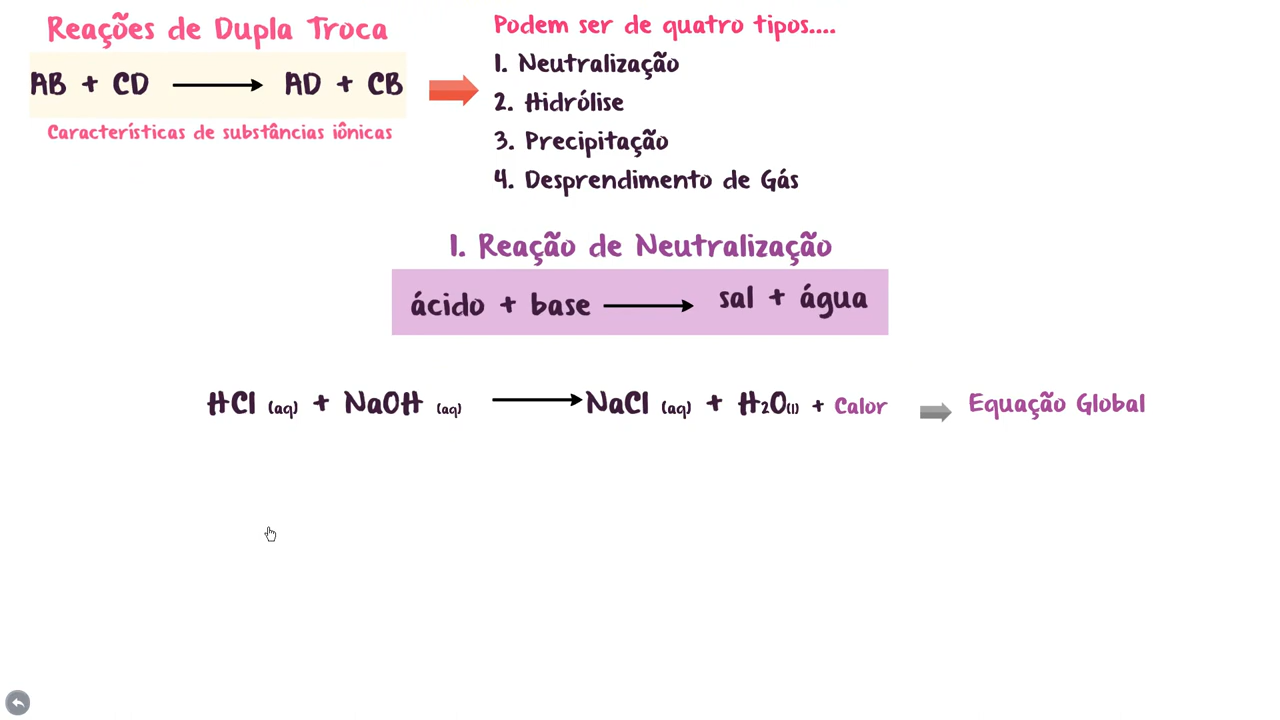 Reações de Dupla Troca
AB + CD → AD + CB
Características de substâncias iônicas
Podem ser de quatro tipos....
1. Neutralização
2. Hidrólise
3. Precipitação
4. Desprendimento de Gás
1. Reação de Neutralização
ácido + base → sal + água
HCl (aq) + NaOH (aq) → NaCl (aq) + H₂O(l) + Calor
Equação Global